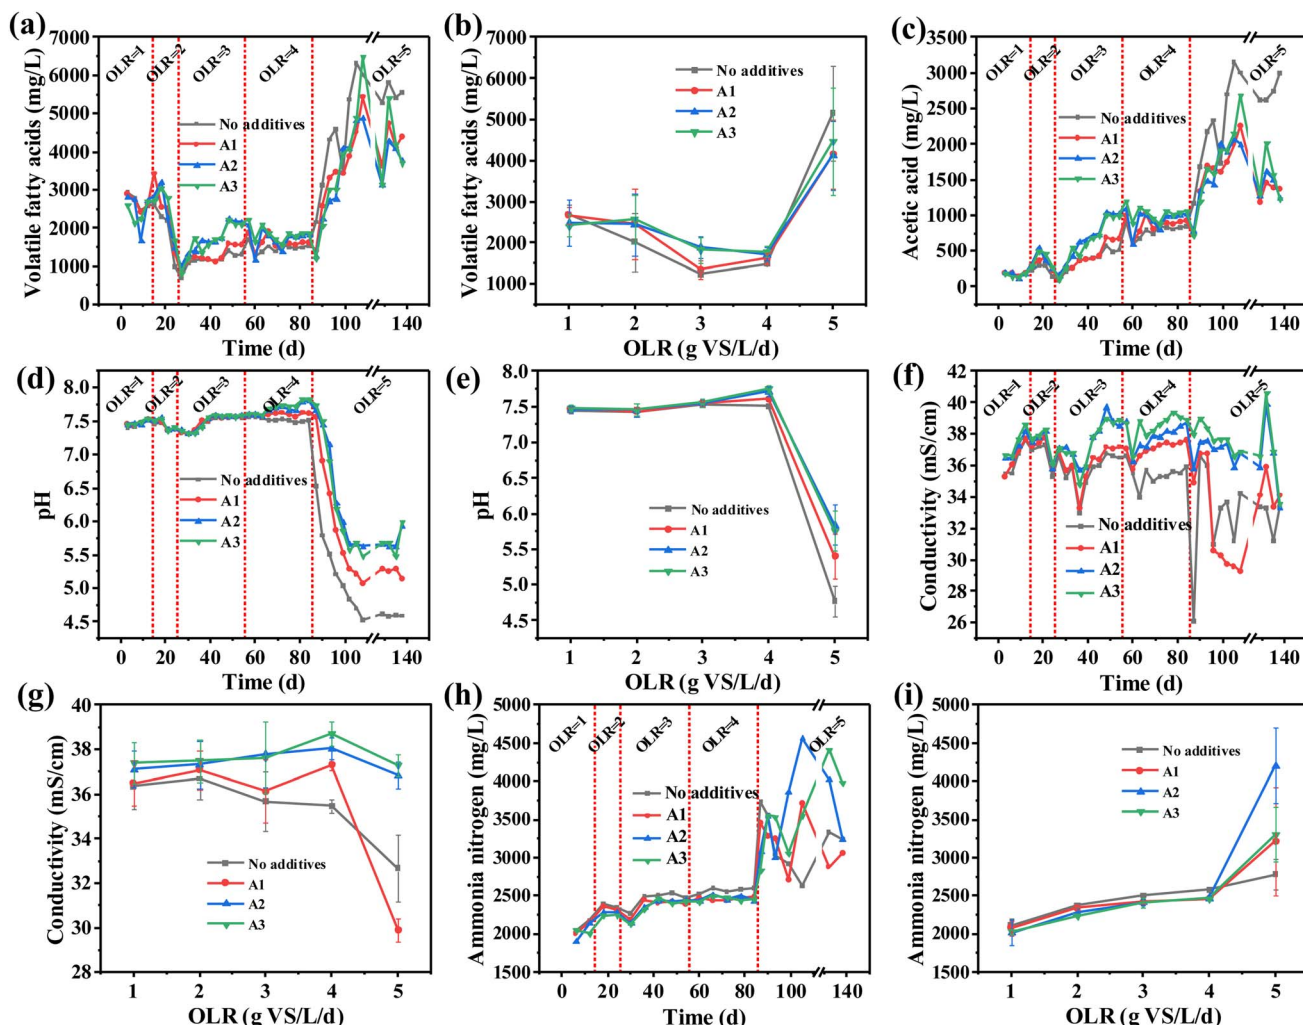 (a)
7000
6000
5000
4000
3000
2000
1000
0
Volatile fatty acids (mg/L)
OLR=1
OLR=2
OLR=3
OLR=4
OLR=5
No additives
A1
A2
A3
0 20 40 60 80 100 140
Time (d)
(b)
7000
6000
5000
4000
3000
2000
1000
Volatile fatty acids (mg/L)
No additives
A1
A2
A3
1 2 3 4 5
OLR (g VS/L/d)
(c)
3500
3000
2500
2000
1500
1000
500
0
Acetic acid (mg/L)
OLR=1
OLR=2
OLR=3
OLR=4
OLR=5
No additives
A1
A2
A3
0 20 40 60 80 100 140
Time (d)
(d)
8.0
7.5
7.0
6.5
6.0
5.5
5.0
4.5
pH
OLR=1
OLR=2
OLR=3
OLR=4
OLR=5
No additives
A1
A2
A3
0 20 40 60 80 100 140
Time (d)
(e)
8.0
7.5
7.0
6.5
6.0
5.5
5.0
4.5
pH
No additives
A1
A2
A3
1 2 3 4 5
OLR (g VS/L/d)
(f)
42
40
38
36
34
32
30
28
26
24
22
Conductivity (mS/cm)
OLR=1
OLR=2
OLR=3
OLR=4
OLR=5
No additives
A1
A2
A3
0 20 40 60 80 100 140
Time (d)
(g)
40
38
36
34
32
30
28
Conductivity (mS/cm)
No additives
A1
A2
A3
1 2 3 4 5
OLR (g VS/L/d)
(h)
5000
4500
4000
3500
3000
2500
2000
1500
Ammonia nitrogen (mg/L)
OLR=1
OLR=2
OLR=3
OLR=4
OLR=5
No additives
A1
A2
A3
0 20 40 60 80 100 140
Time (d)
(i)
5000
4500
4000
3500
3000
2500
2000
1500
Ammonia nitrogen (mg/L)
No additives
A1
A2
A3
1 2 3 4 5
OLR (g VS/L/d)